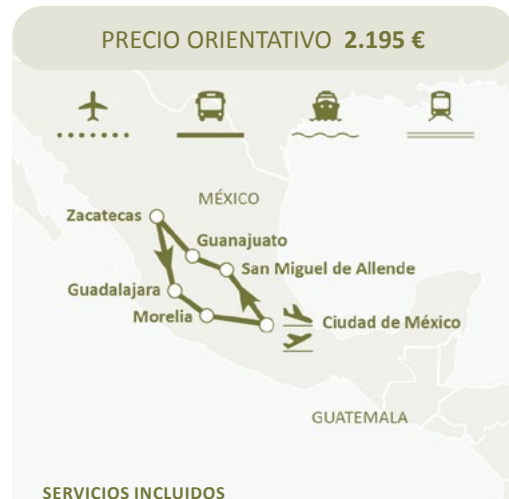 PRECIO ORIENTATIVO 2.195 €
MÉXICO
Zacatecas
Guanajuato
San Miguel de Allende
Guadalajara
Morelia
Ciudad de México
GUATEMALA
SERVICIOS INCLUIDOS